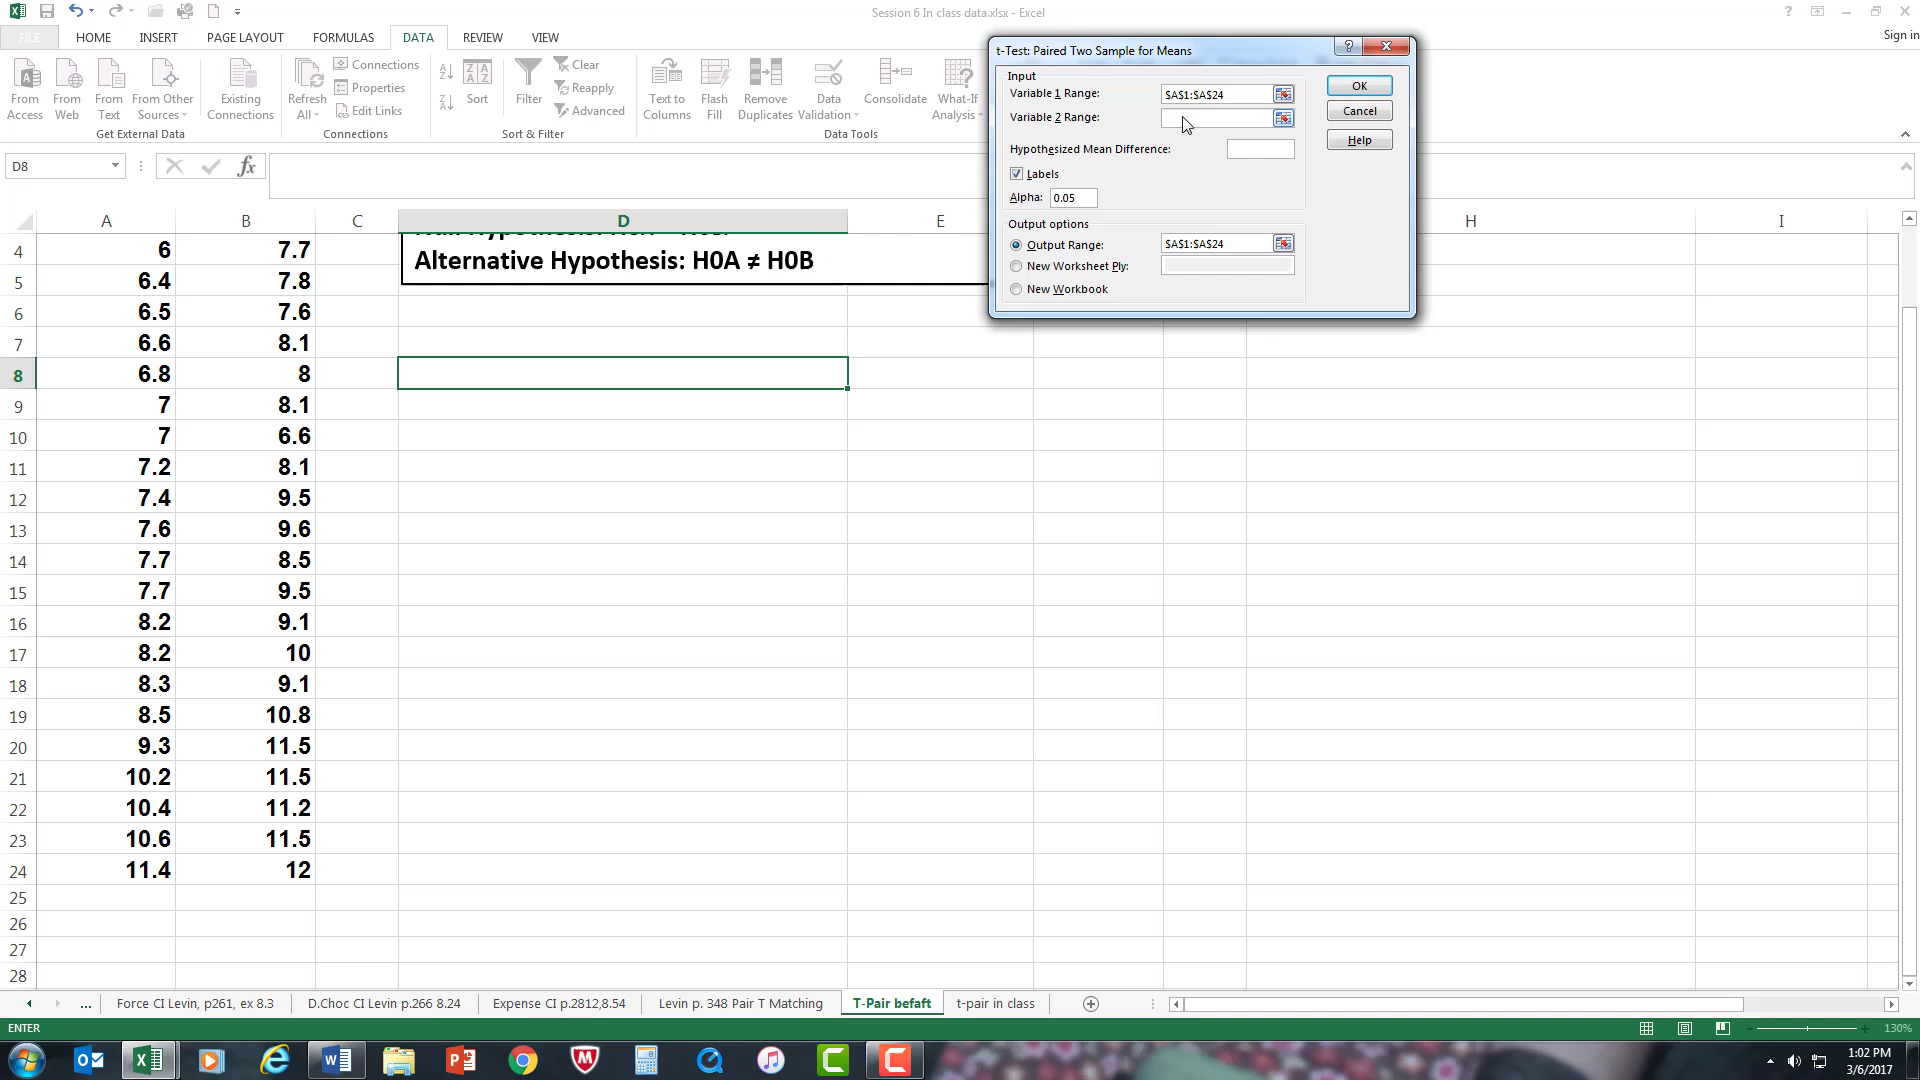 Session 6 In class data.xlsx - Excel
?
FILE HOME INSERT PAGE LAYOUT FORMULAS DATA REVIEW VIEW
Sign in
From Access
From Web
From Text
From Other Sources
Existing Connections
Refresh All
Connections
Properties
Edit Links
Sort
Filter
Clear
Reapply
Advanced
Text to Columns
Flash Fill
Remove Duplicates
Data Validation
Consolidate
What-If Analysis
Get External Data
Connections
Sort & Filter
Data Tools
t-Test: Paired Two Sample for Means
?
Input
Variable 1 Range: $A$1:$A$24
Variable 2 Range:
Hypothesized Mean Difference:
Labels
Alpha: 0.05
Output options
Output Range: $A$1:$A$24
New Worksheet Ply:
New Workbook
OK
Cancel
Help
D8
fx
A B C D E H I
Alternative Hypothesis: H0A ≠ H0B
4 6 7.7
5 6.4 7.8
6 6.5 7.6
7 6.6 8.1
8 6.8 8
9 7 8.1
10 7 6.6
11 7.2 8.1
12 7.4 9.5
13 7.6 9.6
14 7.7 8.5
15 7.7 9.5
16 8.2 9.1
17 8.2 10
18 8.3 9.1
19 8.5 10.8
20 9.3 11.5
21 10.2 11.5
22 10.4 11.2
23 10.6 11.5
24 11.4 12
25
26
27
28
... Force CI Levin, p261, ex 8.3 D.Choc CI Levin p.266 8.24 Expense CI p.2812,8.54 Levin p. 348 Pair T Matching T-Pair befaft t-pair in class
ENTER
130%
1:02 PM
3/6/2017